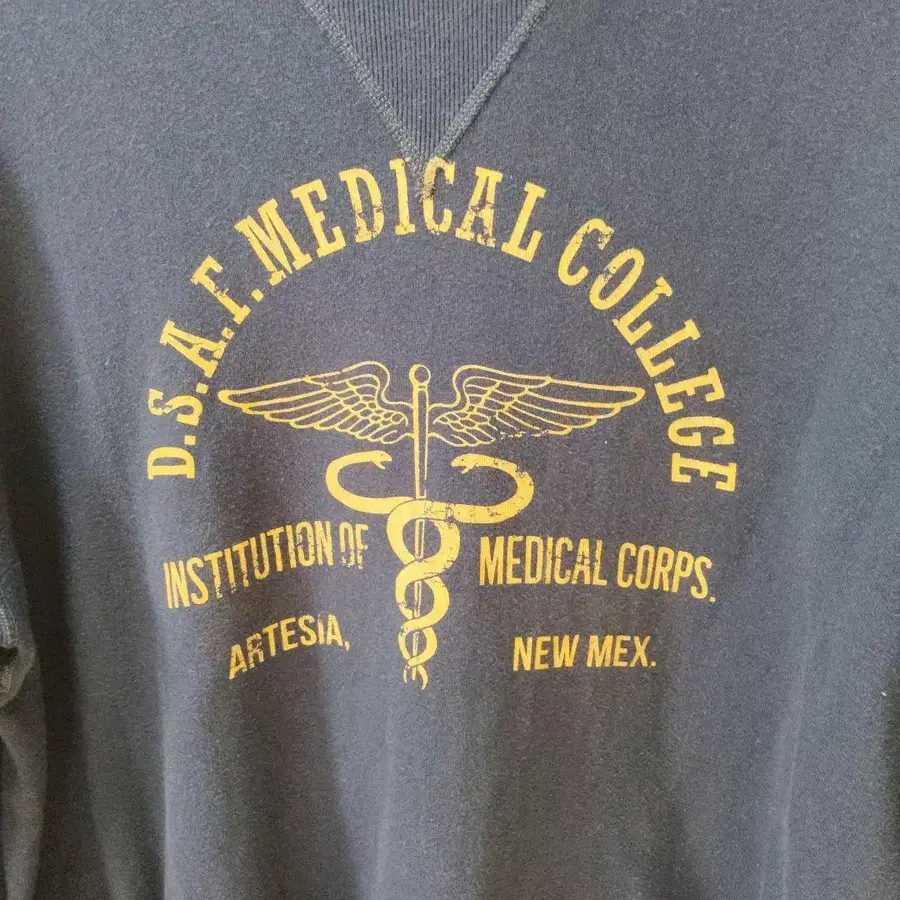 D.S.A.F. MEDICAL COLLEGE
INSTITUTION OF MEDICAL CORPS.
ARTESIA, NEW MEX.